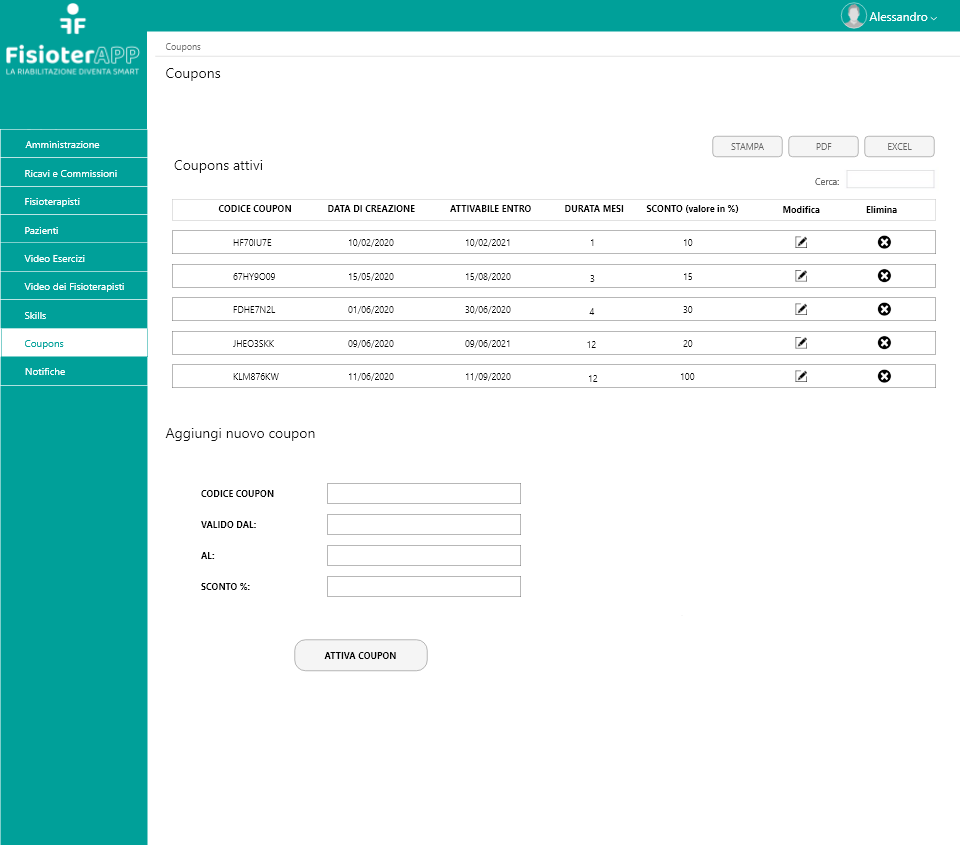 Alessandro
FisioterAPP
LA RIABILITAZIONE DIVENTA SMART
Amministrazione
Ricavi e Commissioni
Fisioterapisti
Pazienti
Video Esercizi
Video dei Fisioterapisti
Skills
Coupons
Notifiche
Coupons
Coupons
STAMPA PDF EXCEL
Coupons attivi
Cerca:
CODICE COUPON DATA DI CREAZIONE ATTIVABILE ENTRO DURATA MESI SCONTO (valore in %) Modifica Elimina
HF70IU7E 10/02/2020 10/02/2021 1 10
67HY9O09 15/05/2020 15/08/2020 3 15
FDHE7N2L 01/06/2020 30/06/2020 4 30
JHEO3SKK 09/06/2020 09/06/2021 12 20
KLM876KW 11/06/2020 11/09/2020 12 100
Aggiungi nuovo coupon
CODICE COUPON
VALIDO DAL:
AL:
SCONTO %:
ATTIVA COUPON